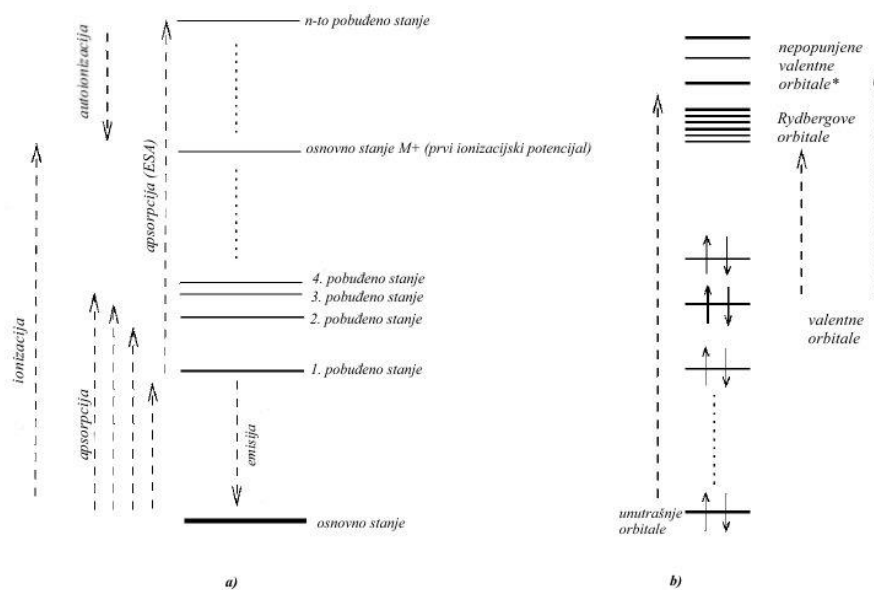 n-to pobuđeno stanje
autoionizacija
apsorpcija (ESA)
osnovno stanje M+ (prvi ionizacijski potencijal)
4. pobuđeno stanje
3. pobuđeno stanje
2. pobuđeno stanje
1. pobuđeno stanje
ionizacija
apsorpcija
emisija
osnovno stanje
a)
nepopunjene
valentne
orbitale*
Rydbergove
orbitale
valentne
orbitale
unutrašnje
orbitale
b)